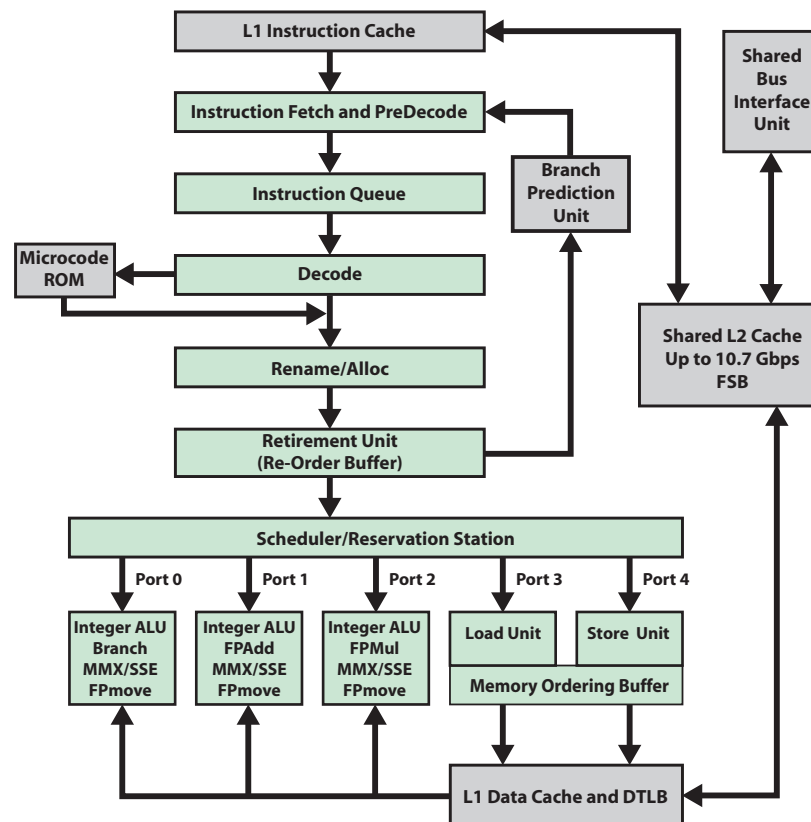 L1 Instruction Cache
Shared
Bus
Interface
Unit
Instruction Fetch and PreDecode
Branch
Prediction
Unit
Instruction Queue
Microcode
ROM
Decode
Shared L2 Cache
Up to 10.7 Gbps
FSB
Rename/Alloc
Retirement Unit
(Re-Order Buffer)
Scheduler/Reservation Station
Port 0
Port 1
Port 2
Port 3
Port 4
Integer ALU
Branch
MMX/SSE
FPmove
Integer ALU
FPAdd
MMX/SSE
FPmove
Integer ALU
FPMul
MMX/SSE
FPmove
Load Unit
Store Unit
Memory Ordering Buffer
L1 Data Cache and DTLB